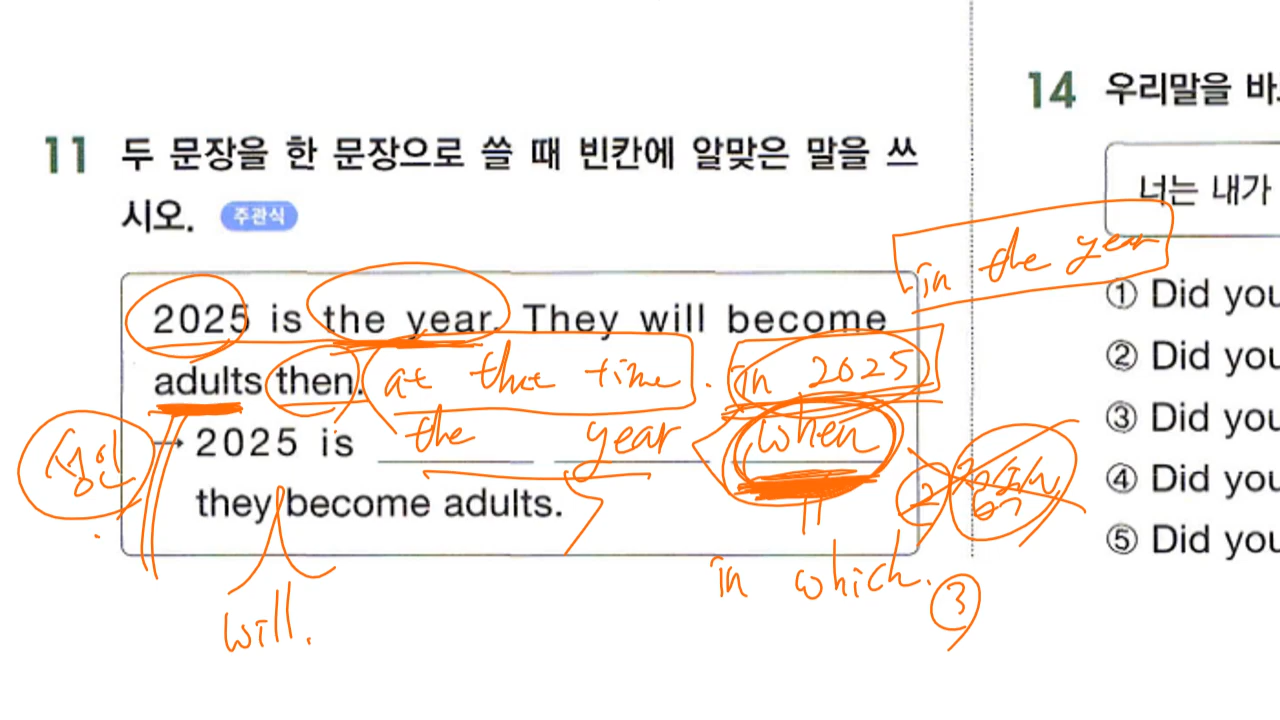 11 두 문장을 한 문장으로 쓸 때 빈칸에 알맞은 말을 쓰
시오. 주관식
in the year
2025 is the year. They will become
adults then. at that time. in 2025
→ 2025 is the year when
they become adults.
성인
②
in which. ③
will.
14 우리말을 바
너는 내가
① Did you
② Did you
③ Did you
④ Did you
⑤ Did you